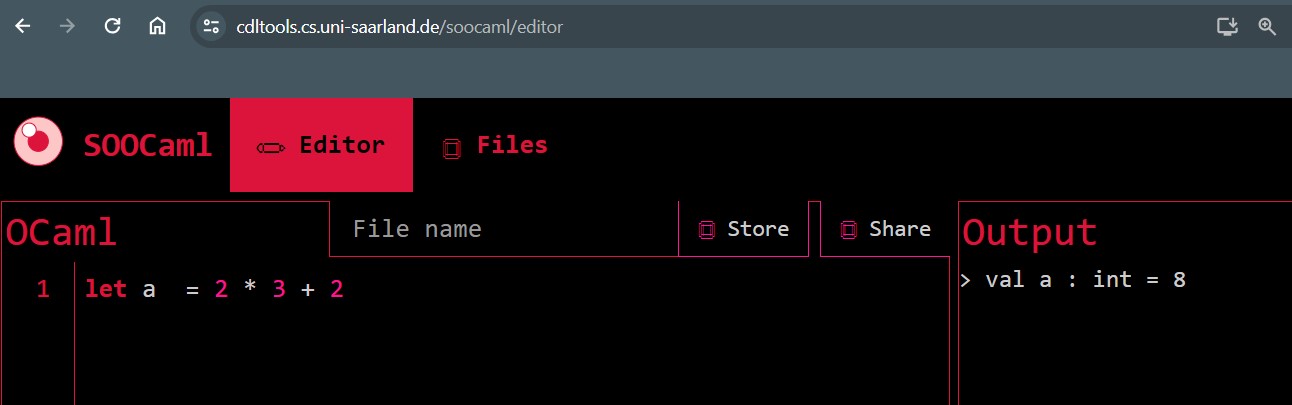 cdltools.cs.uni-saarland.de/soocaml/editor
SOOCaml Editor Files
OCaml File name Store Share Output
1 let a  = 2 * 3 + 2
> val a : int = 8